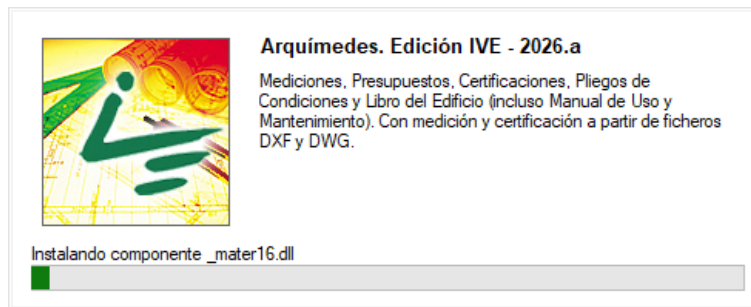 Arquímedes. Edición IVE - 2026.a
Mediciones, Presupuestos, Certificaciones, Pliegos de
Condiciones y Libro del Edificio (incluso Manual de Uso y
Mantenimiento). Con medición y certificación a partir de ficheros
DXF y DWG.
Instalando componente _mater16.dll